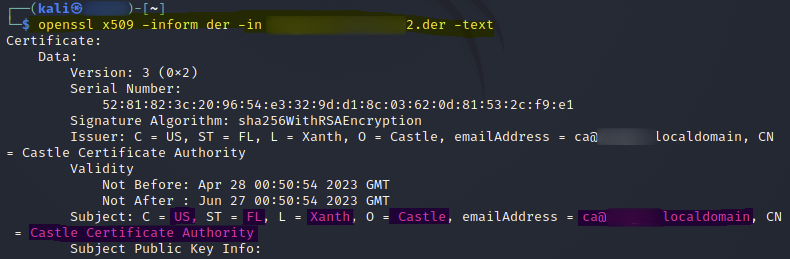 (kali㉿ )-[~]
$ openssl x509 -inform der -in 2.der -text
Certificate:
Data:
Version: 3 (0×2)
Serial Number:
52:81:82:3c:20:96:54:e3:32:9d:d1:8c:03:62:0d:81:53:2c:f9:e1
Signature Algorithm: sha256WithRSAEncryption
Issuer: C = US, ST = FL, L = Xanth, O = Castle, emailAddress = ca@ localdomain, CN
= Castle Certificate Authority
Validity
Not Before: Apr 28 00:50:54 2023 GMT
Not After : Jun 27 00:50:54 2023 GMT
Subject: C = US, ST = FL, L = Xanth, O = Castle, emailAddress = ca@ localdomain, CN
= Castle Certificate Authority
Subject Public Key Info: